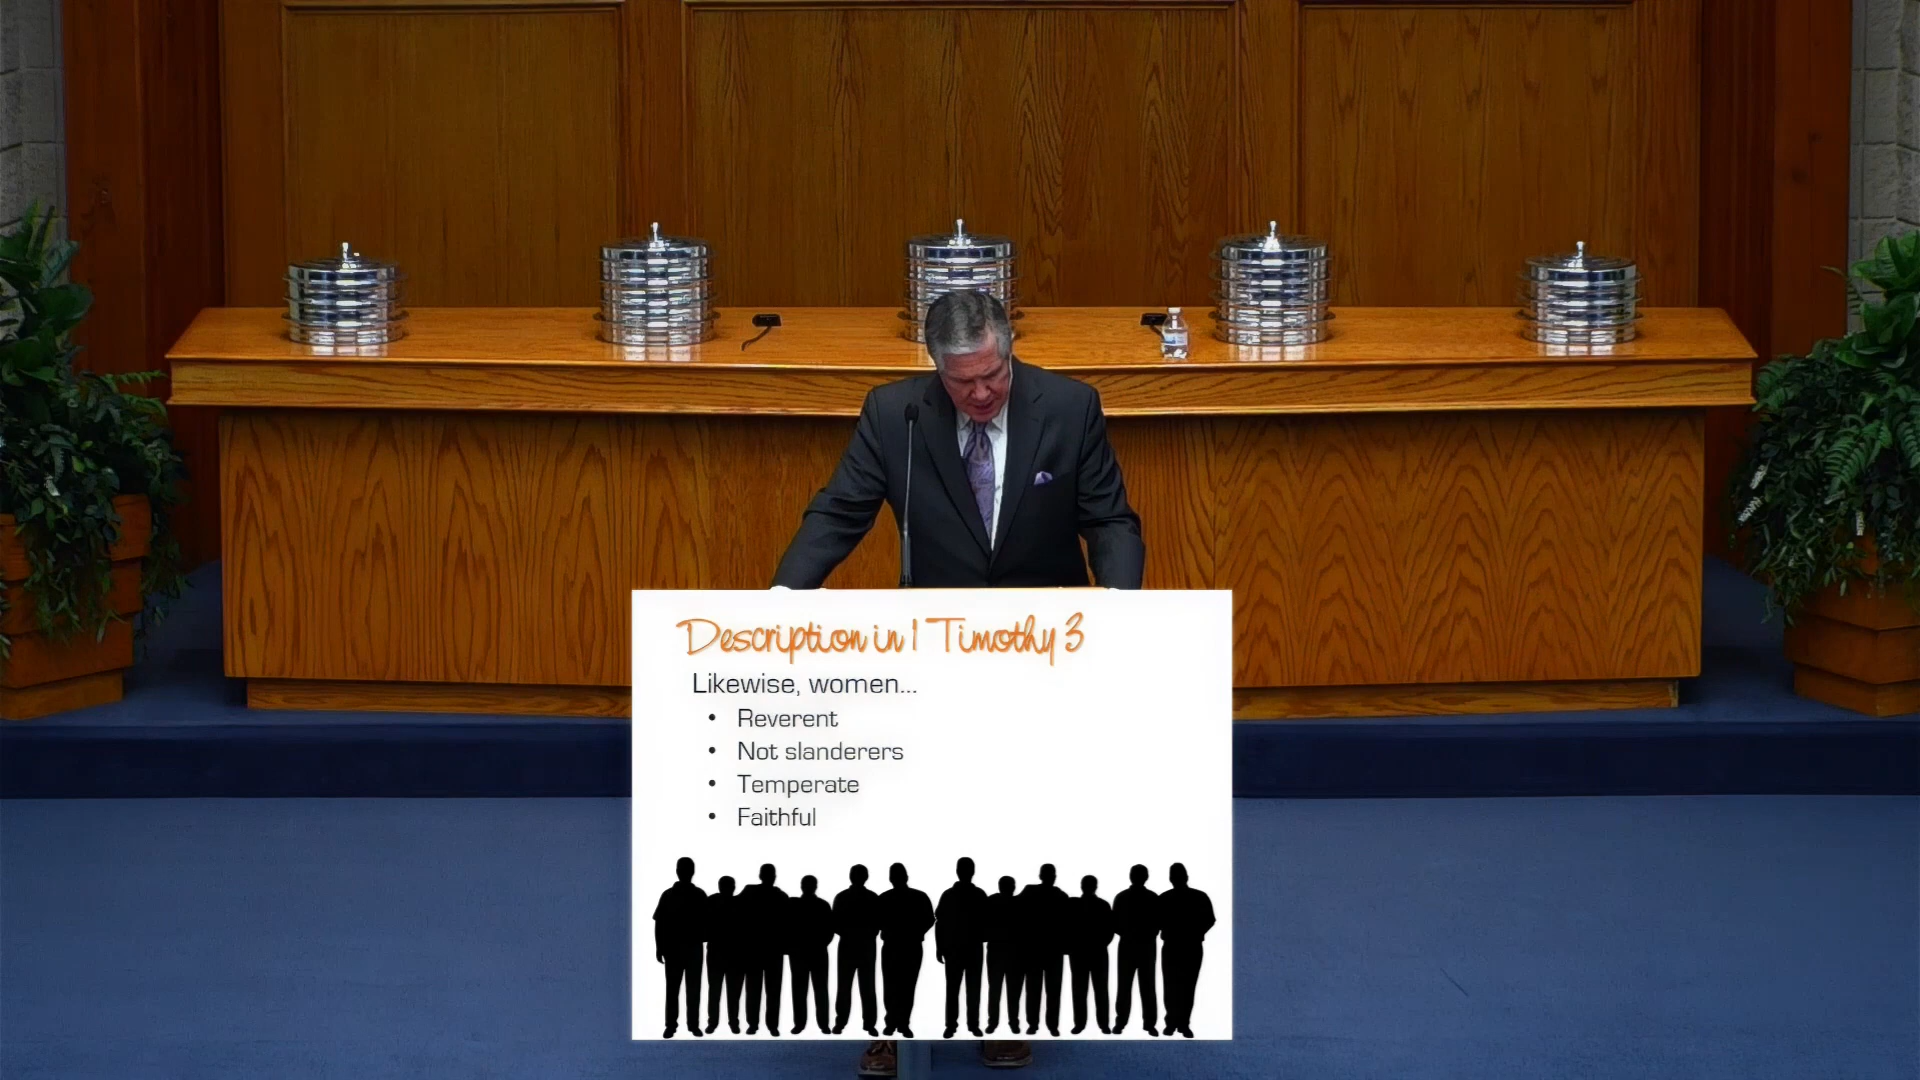 Description in 1 Timothy 3
Likewise, women...
• Reverent
• Not slanderers
• Temperate
• Faithful